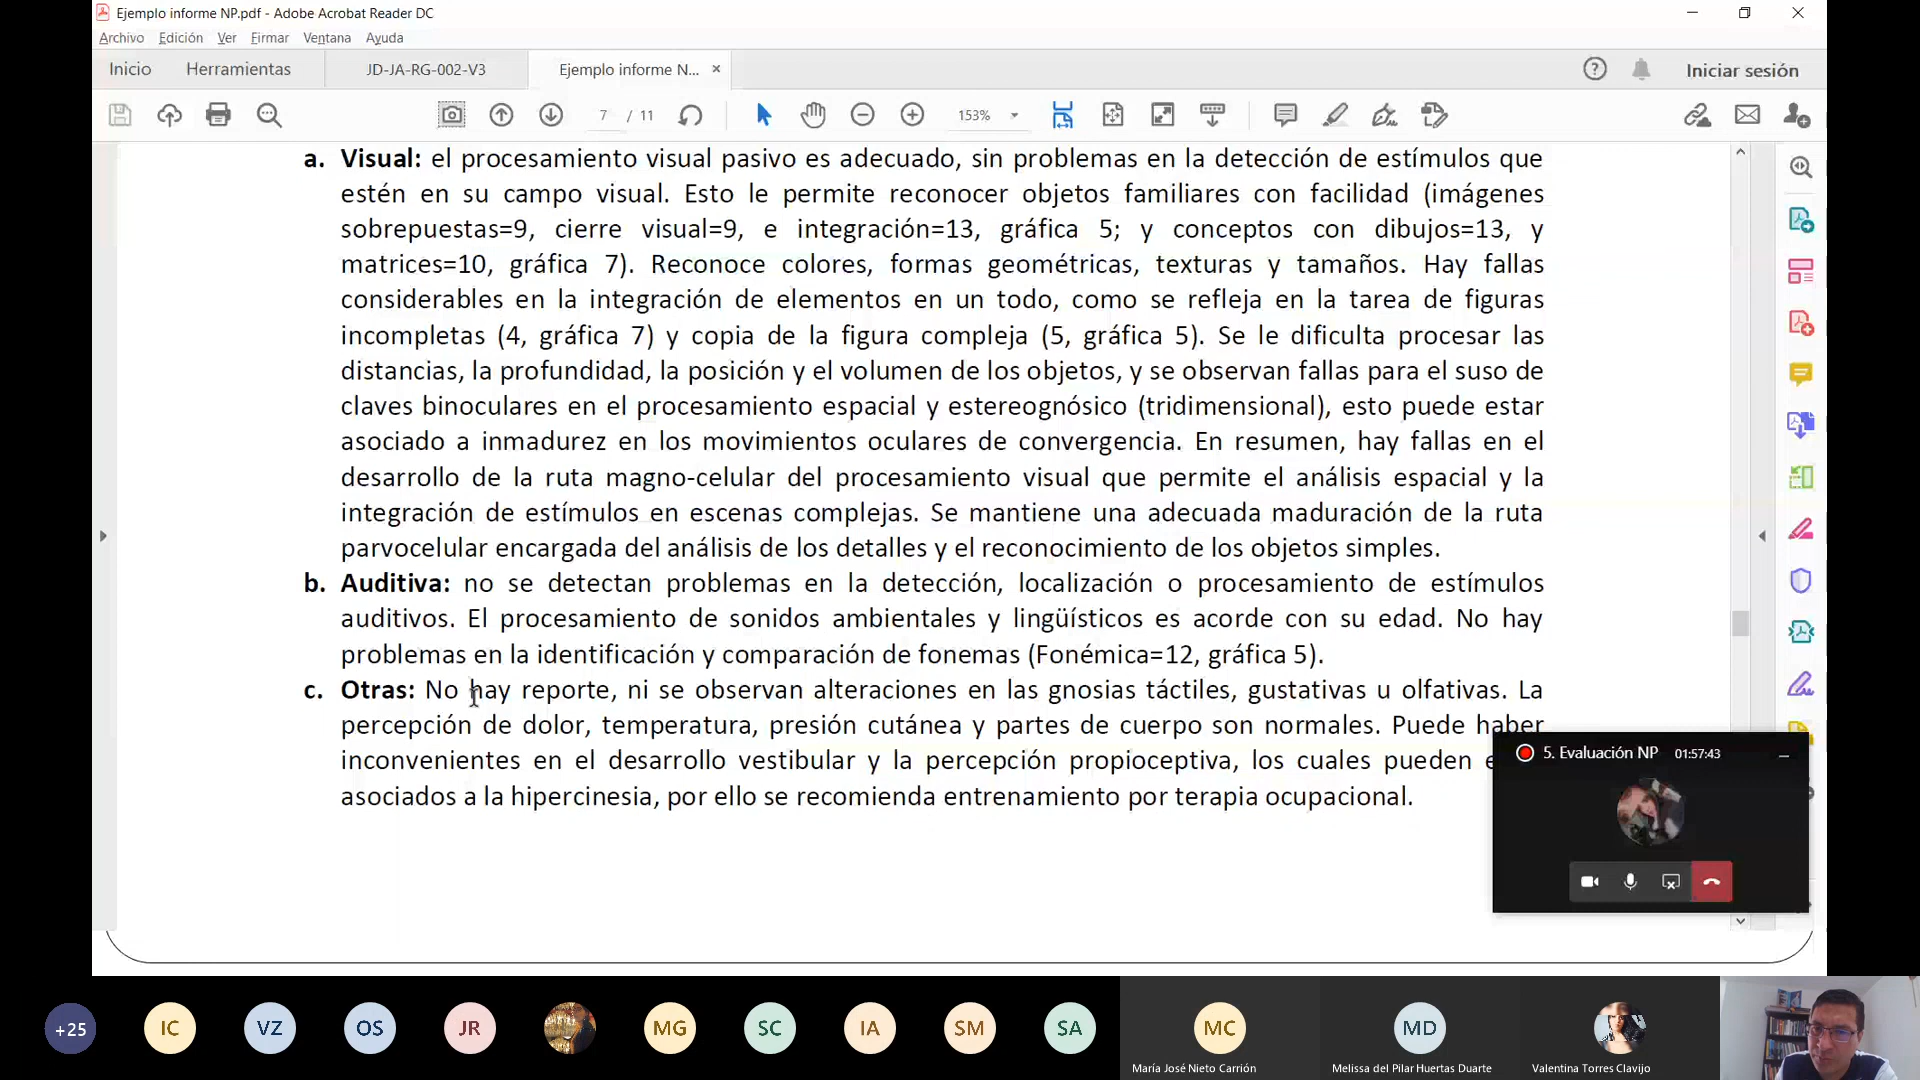 Ejemplo informe NP.pdf - Adobe Acrobat Reader DC
Archivo Edición Ver Firmar Ventana Ayuda
Inicio Herramientas JD-JA-RG-002-V3 Ejemplo informe N... Iniciar sesión
7 / 11 153%
a. Visual: el procesamiento visual pasivo es adecuado, sin problemas en la detección de estímulos que
estén en su campo visual. Esto le permite reconocer objetos familiares con facilidad (imágenes
sobrepuestas=9, cierre visual=9, e integración=13, gráfica 5; y conceptos con dibujos=13, y
matrices=10, gráfica 7). Reconoce colores, formas geométricas, texturas y tamaños. Hay fallas
considerables en la integración de elementos en un todo, como se refleja en la tarea de figuras
incompletas (4, gráfica 7) y copia de la figura compleja (5, gráfica 5). Se le dificulta procesar las
distancias, la profundidad, la posición y el volumen de los objetos, y se observan fallas para el suso de
claves binoculares en el procesamiento espacial y estereognósico (tridimensional), esto puede estar
asociado a inmadurez en los movimientos oculares de convergencia. En resumen, hay fallas en el
desarrollo de la ruta magno-celular del procesamiento visual que permite el análisis espacial y la
integración de estímulos en escenas complejas. Se mantiene una adecuada maduración de la ruta
parvocelular encargada del análisis de los detalles y el reconocimiento de los objetos simples.
b. Auditiva: no se detectan problemas en la detección, localización o procesamiento de estímulos
auditivos. El procesamiento de sonidos ambientales y lingüísticos es acorde con su edad. No hay
problemas en la identificación y comparación de fonemas (Fonémica=12, gráfica 5).
c. Otras: No hay reporte, ni se observan alteraciones en las gnosias táctiles, gustativas u olfativas. La
percepción de dolor, temperatura, presión cutánea y partes de cuerpo son normales. Puede haber
inconvenientes en el desarrollo vestibular y la percepción propioceptiva, los cuales pueden
asociados a la hipercinesia, por ello se recomienda entrenamiento por terapia ocupacional.
5. Evaluación NP 01:57:43
+25 IC VZ OS JR MG SC IA SM SA MC MD
María José Nieto Carrión Melissa del Pilar Huertas Duarte Valentina Torres Clavijo